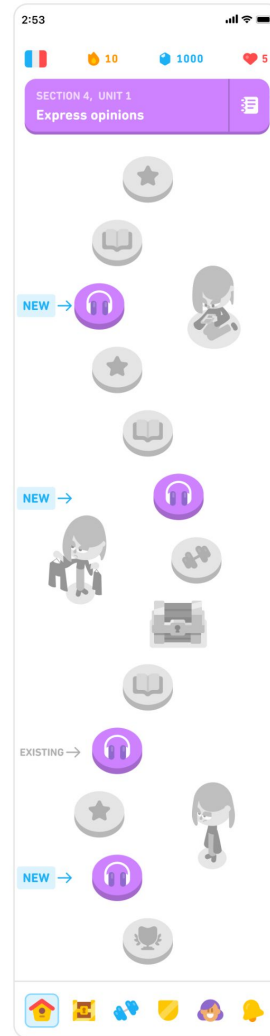 2:53
10
1000
5
SECTION 4, UNIT 1
Express opinions
NEW →
NEW →
EXISTING →
NEW →